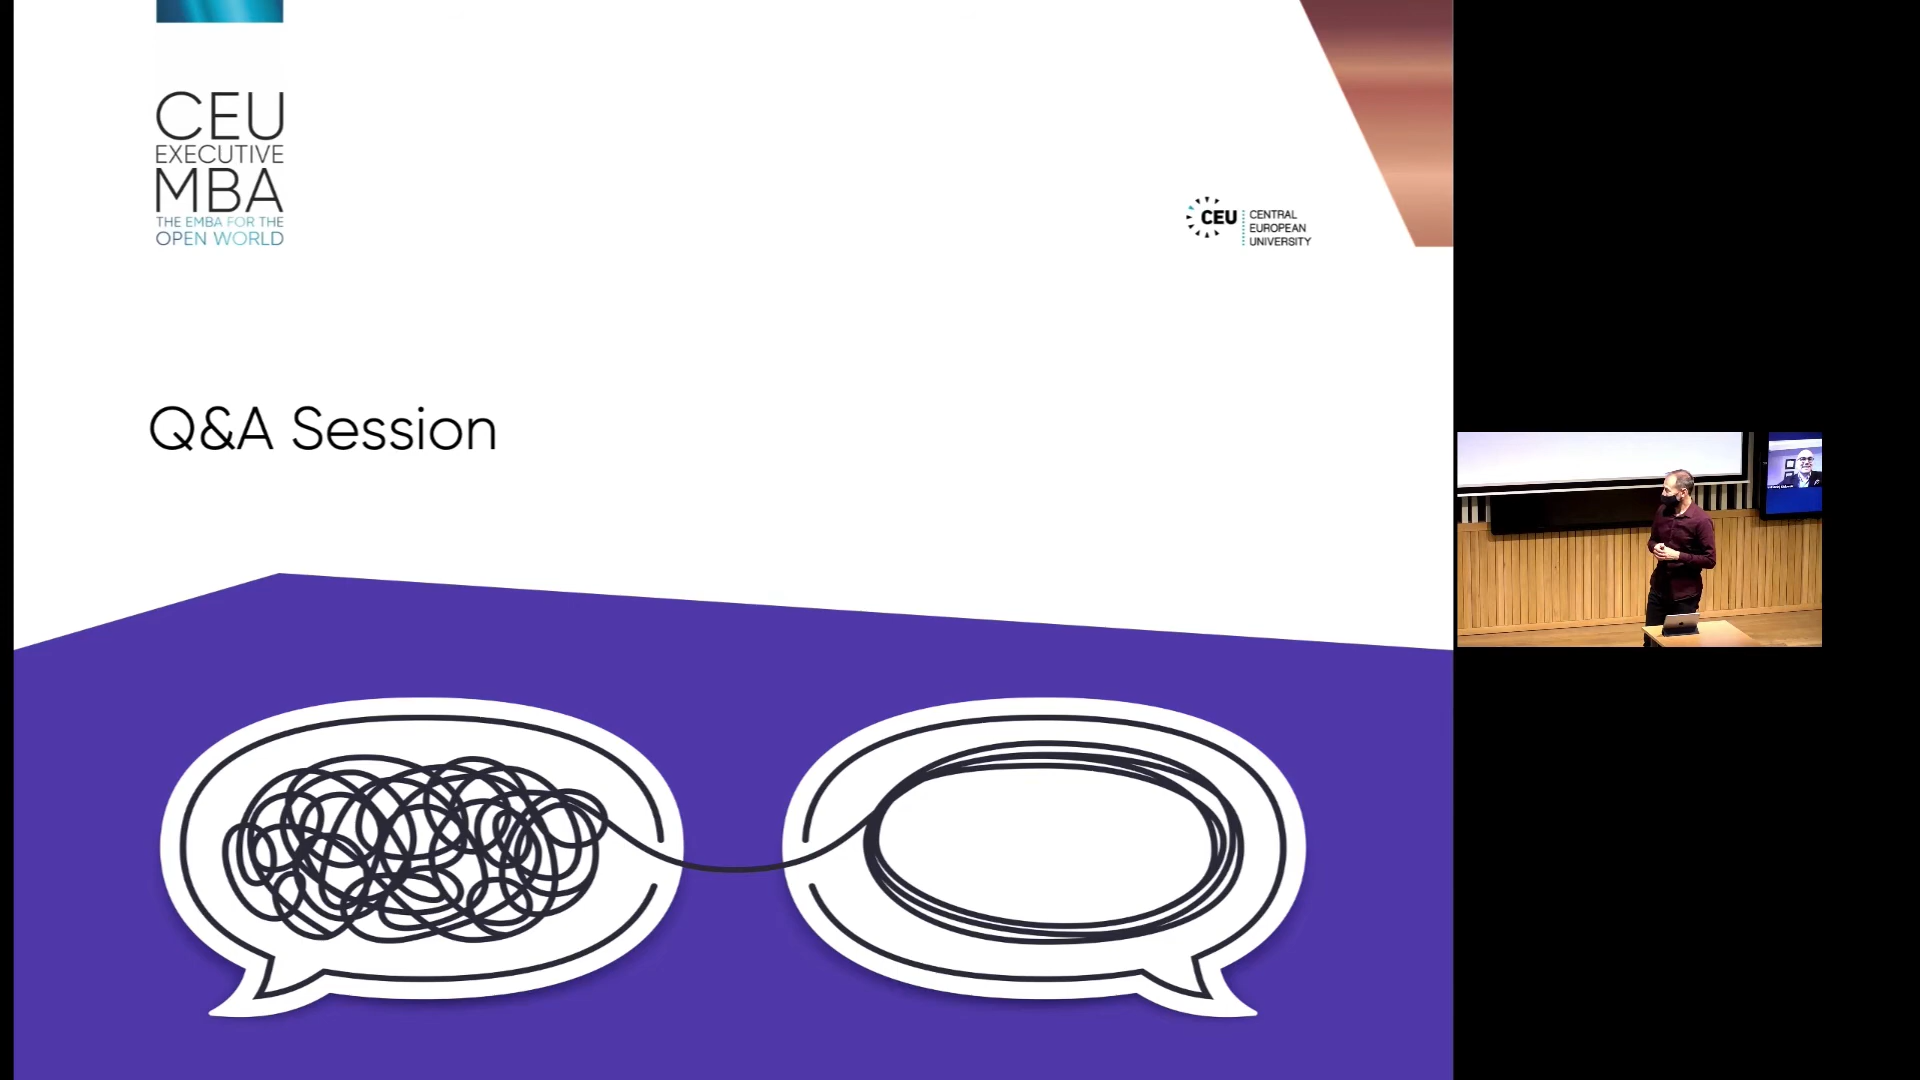 CEU
EXECUTIVE
MBA
THE EMBA FOR THE
OPEN WORLD
CEU
CENTRAL
EUROPEAN
UNIVERSITY
Q&A Session